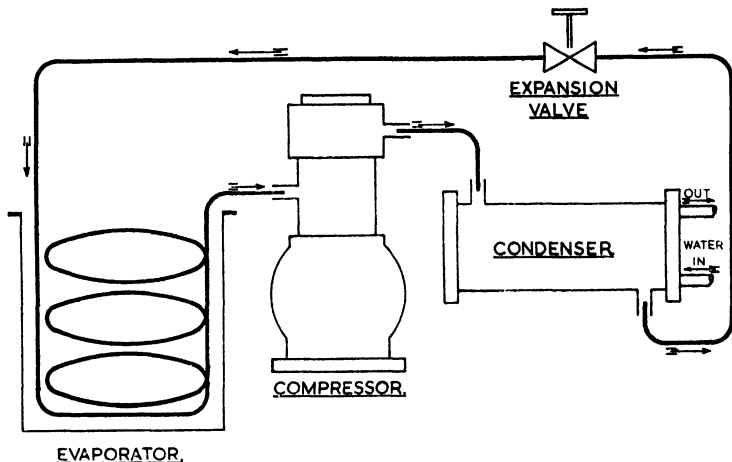 EXPANSION
VALVE
OUT
CONDENSER
WATER
IN
COMPRESSOR.
EVAPORATOR.